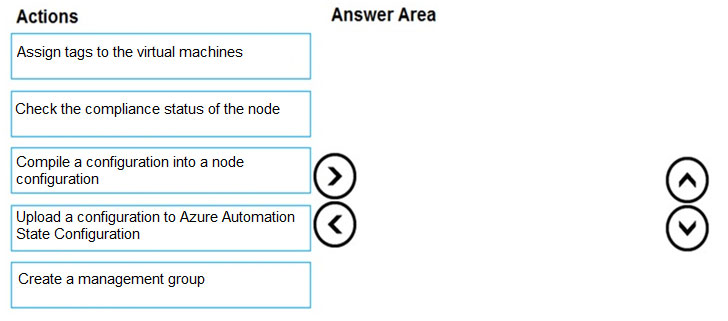 Actions
Answer Area
Assign tags to the virtual machines
Check the compliance status of the node
Compile a configuration into a node
configuration
Upload a configuration to Azure Automation
State Configuration
Create a management group